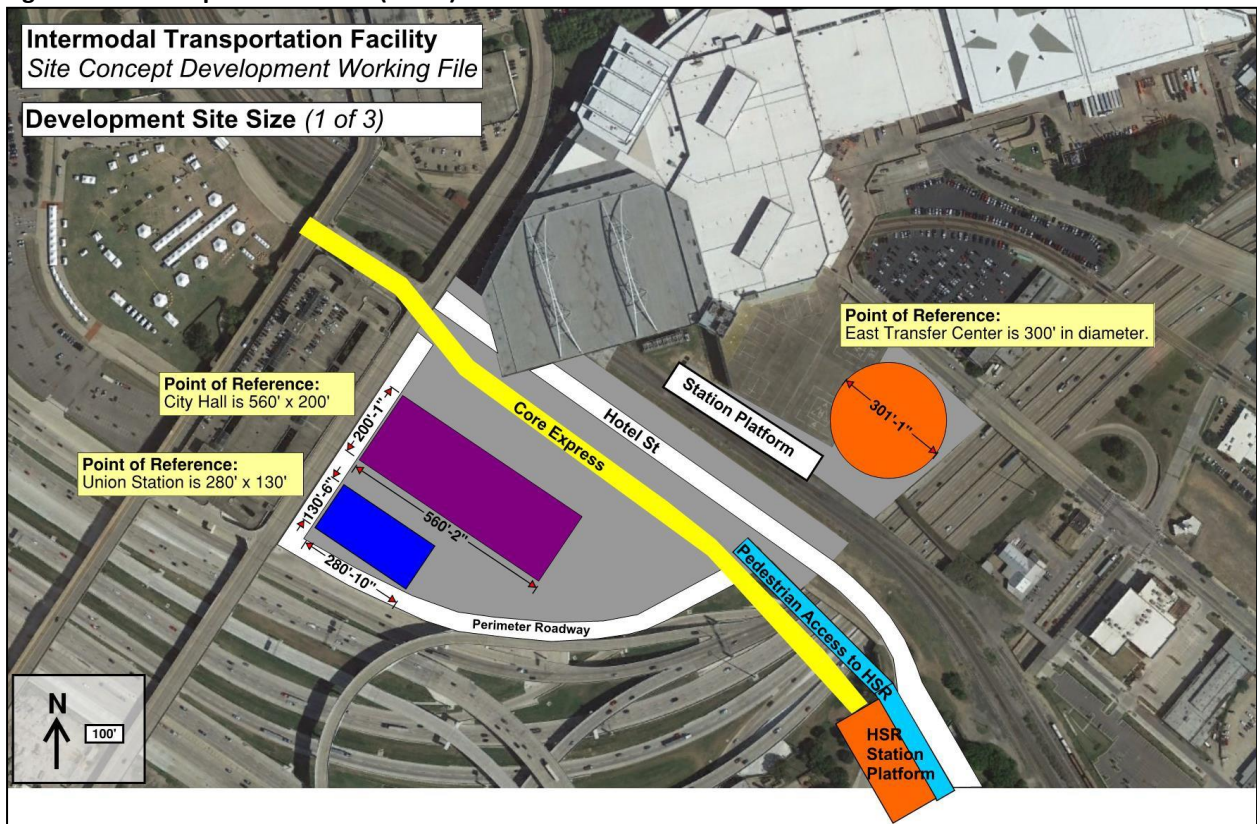 Intermodal Transportation Facility
Site Concept Development Working File
Development Site Size (1 of 3)
Point of Reference:
East Transfer Center is 300' in diameter.
Point of Reference:
City Hall is 560' x 200'
Point of Reference:
Union Station is 280' x 130'
Station Platform
301'-1"
Hotel St
Core Express
200'-1"
560'-2"
130'-6"
280'-10"
Perimeter Roadway
Pedestrian Access to HSR
HSR
Station
Platform
N
100'